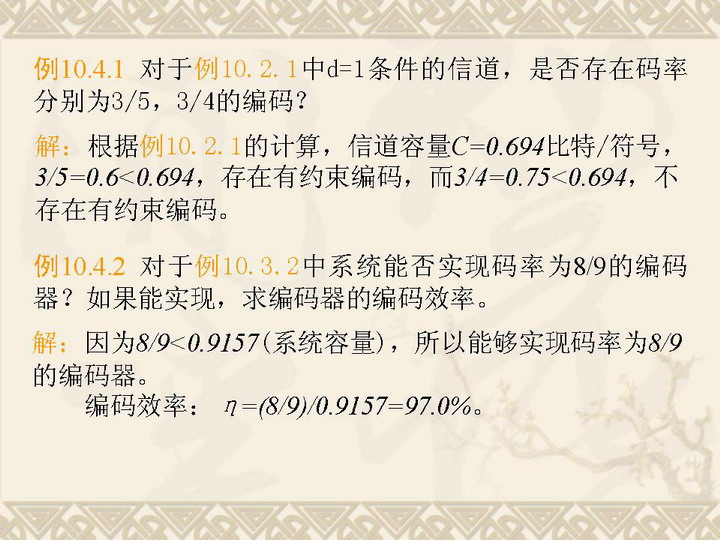 例10.4.1 对于例10.2.1中d=1条件的信道，是否存在码率
分别为3/5，3/4的编码？
解：根据例10.2.1的计算，信道容量C=0.694比特/符号，
3/5=0.6<0.694，存在有约束编码，而3/4=0.75<0.694，不
存在有约束编码。
例10.4.2 对于例10.3.2中系统能否实现码率为8/9的编码
器？如果能实现，求编码器的编码效率。
解：因为8/9<0.9157(系统容量)，所以能够实现码率为8/9
的编码器。
编码效率： η=(8/9)/0.9157=97.0%。